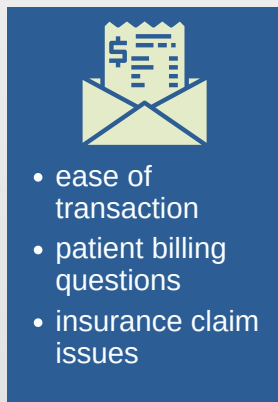 $
• ease of
transaction
• patient billing
questions
• insurance claim
issues